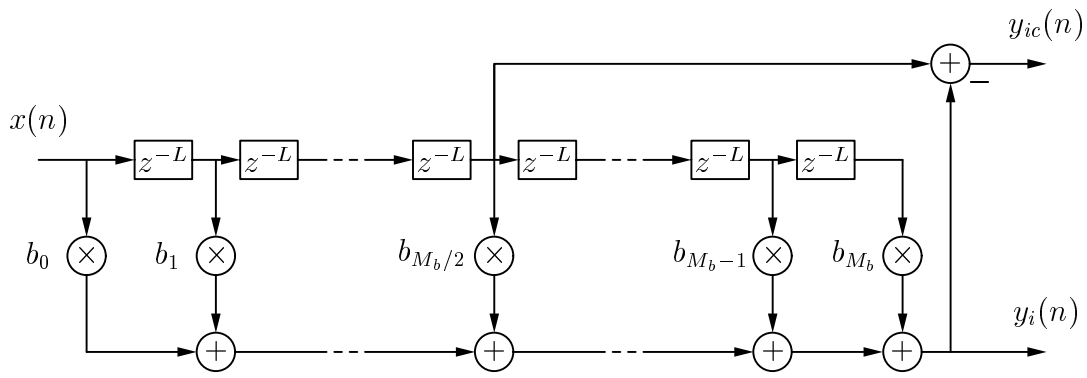 y_{ic}(n)
+
−
x(n)
z^{-L} z^{-L} z^{-L} z^{-L} z^{-L} z^{-L}
b_0 × b_1 × b_{M_b/2} × b_{M_b-1} × b_{M_b} ×
y_i(n)
+ + + +